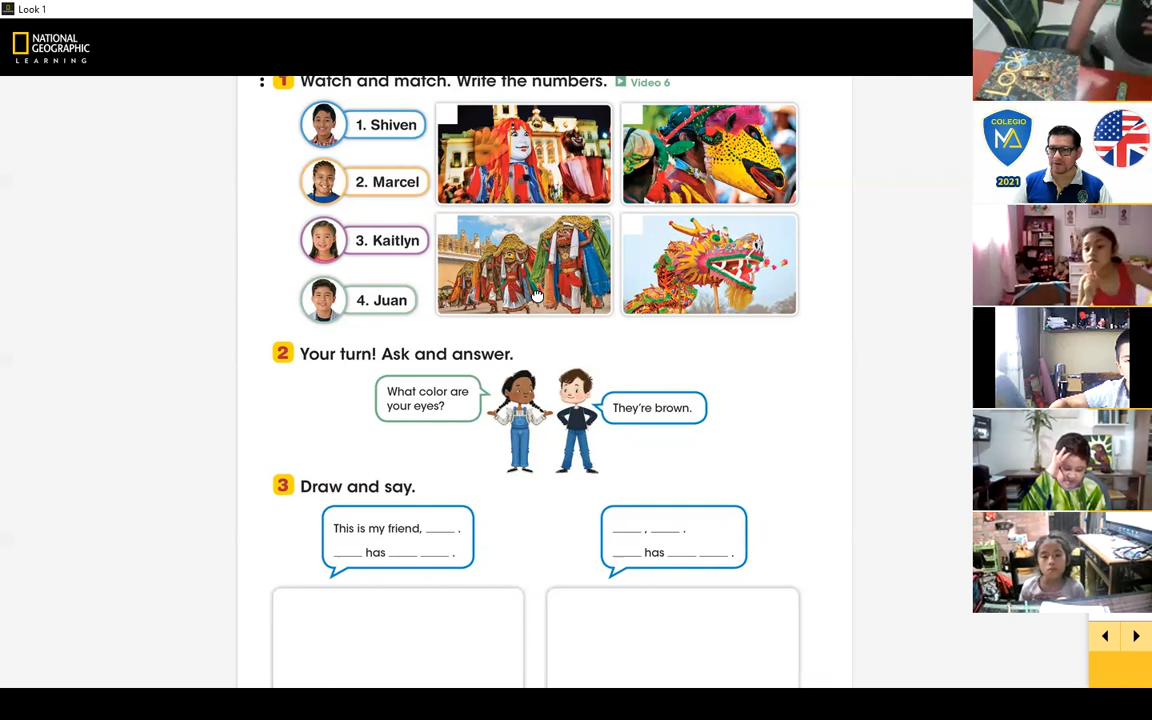 Look 1
NATIONAL
GEOGRAPHIC
LEARNING
1 Watch and match. Write the numbers. Video 6
1. Shiven
2. Marcel
3. Kaitlyn
4. Juan
2 Your turn! Ask and answer.
What color are
your eyes?
They're brown.
3 Draw and say.
This is my friend, ____ .
____ has ____ ____ .
____ , ____ .
____ has ____ ____ .
LOOK
COLEGIO
MA
2021